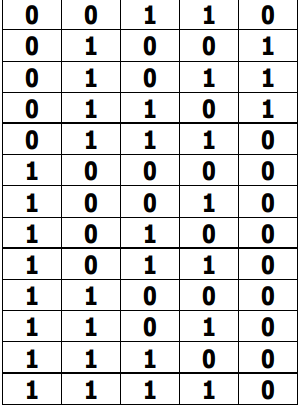 0 0 1 1 0
0 1 0 0 1
0 1 0 1 1
0 1 1 0 1
0 1 1 1 0
1 0 0 0 0
1 0 0 1 0
1 0 1 0 0
1 0 1 1 0
1 1 0 0 0
1 1 0 1 0
1 1 1 0 0
1 1 1 1 0